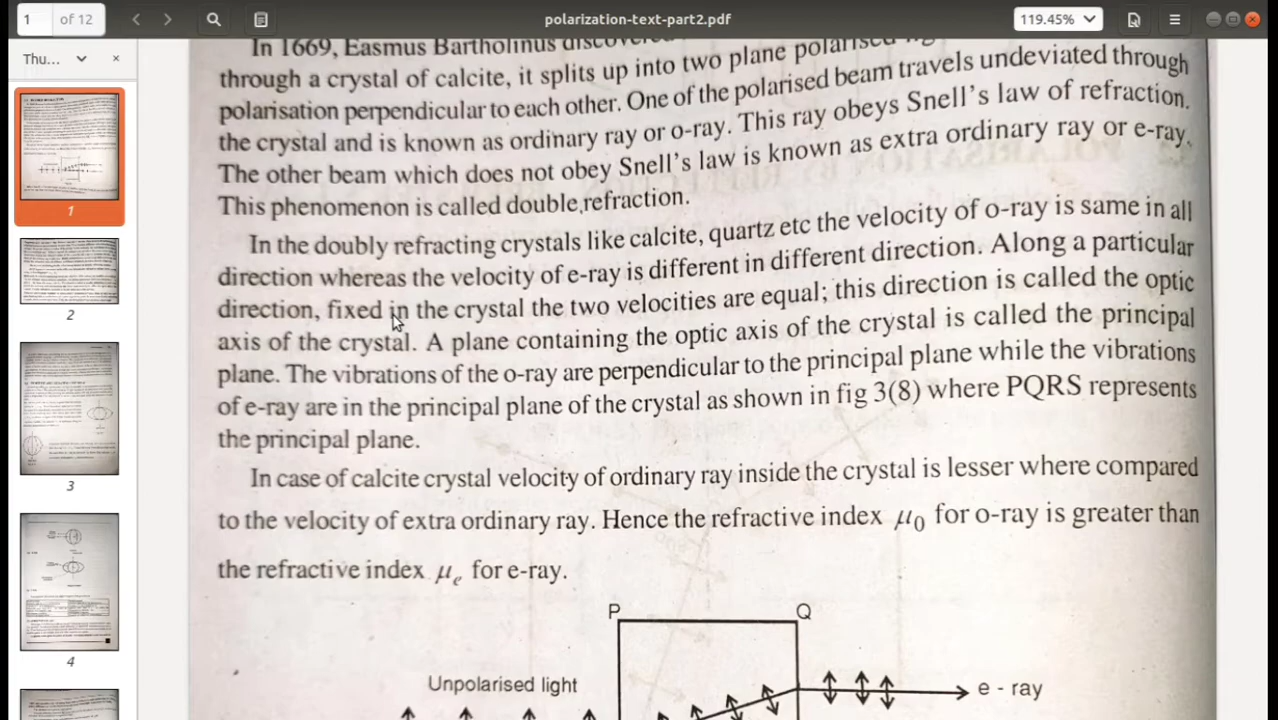 1 of 12
polarization-text-part2.pdf
119.45%
Thu...
1
2
3
4
In 1669, Easmus Bartholinus
through a crystal of calcite, it splits up into two plane polarised
polarisation perpendicular to each other. One of the polarised beam travels undeviated through
the crystal and is known as ordinary ray or o-ray. This ray obeys Snell's law of refraction.
The other beam which does not obey Snell's law is known as extra ordinary ray or e-ray.
This phenomenon is called double refraction.
In the doubly refracting crystals like calcite, quartz etc the velocity of o-ray is same in all
direction whereas the velocity of e-ray is different in different direction. Along a particular
direction, fixed in the crystal the two velocities are equal; this direction is called the optic
axis of the crystal. A plane containing the optic axis of the crystal is called the principal
plane. The vibrations of the o-ray are perpendicular to the principal plane while the vibrations
of e-ray are in the principal plane of the crystal as shown in fig 3(8) where PQRS represents
the principal plane.
In case of calcite crystal velocity of ordinary ray inside the crystal is lesser where compared
to the velocity of extra ordinary ray. Hence the refractive index μ₀ for o-ray is greater than
the refractive index μₑ for e-ray.
P Q
Unpolarised light
e - ray